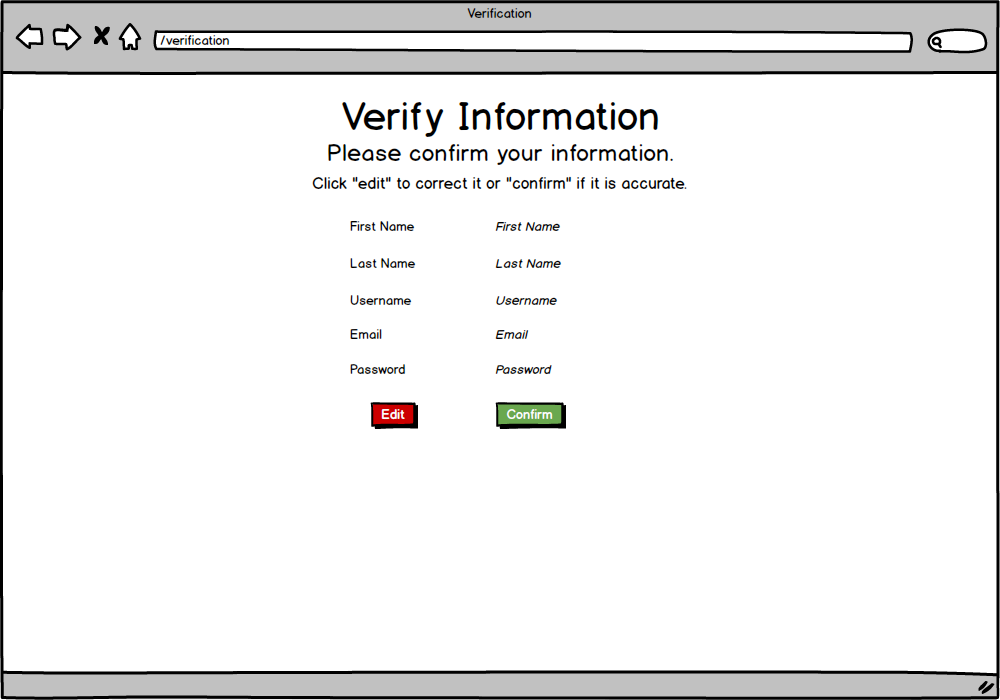 Verification
/verification
Verify Information
Please confirm your information.
Click "edit" to correct it or "confirm" if it is accurate.
First Name First Name
Last Name Last Name
Username Username
Email Email
Password Password
Edit Confirm